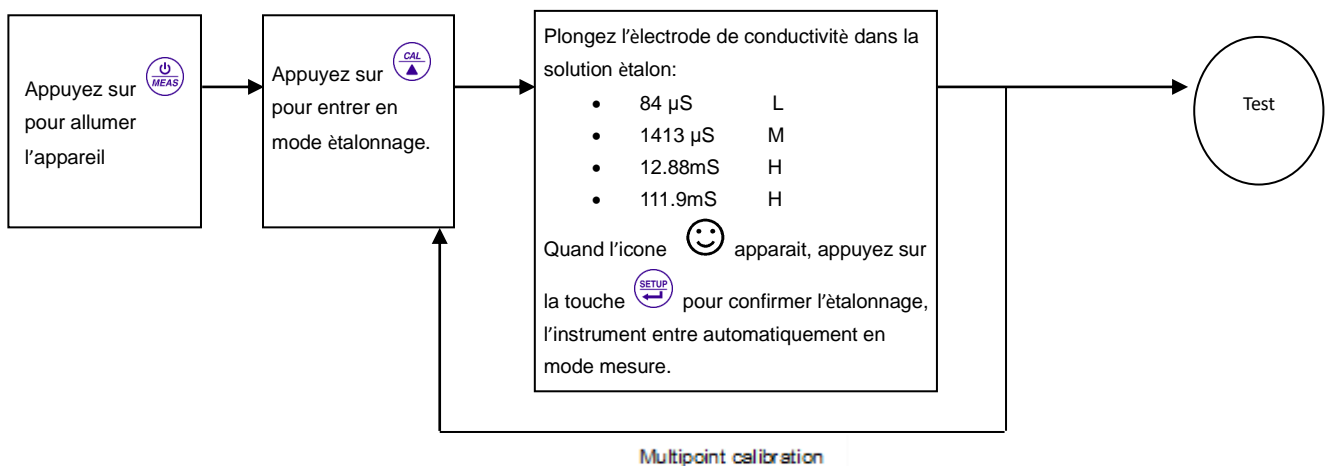 Appuyez sur MEAS
pour allumer
l'appareil
Appuyez sur CAL
pour entrer en
mode ètalonnage.
Plongez l'èlectrode de conductivitè dans la
solution ètalon:
• 84 µS L
• 1413 µS M
• 12.88mS H
• 111.9mS H
Quand l'icone apparait, appuyez sur
la touche SETUP pour confirmer l'ètalonnage,
l'instrument entre automatiquement en
mode mesure.
Test
Multipoint calibration